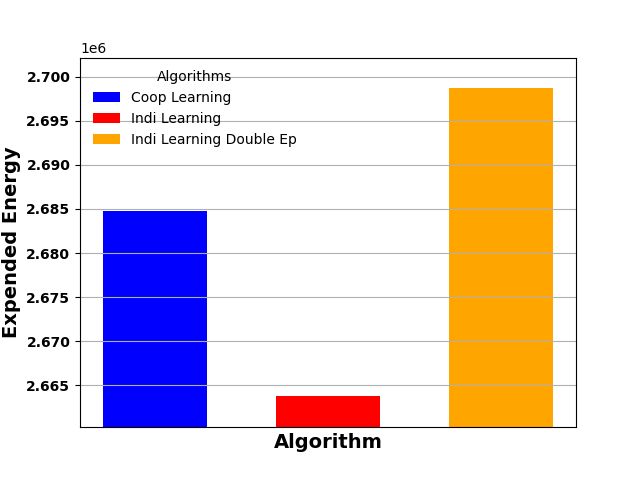 1e6
2.700
2.695
2.690
2.685
2.680
2.675
2.670
2.665
Expended Energy
Algorithms
Coop Learning
Indi Learning
Indi Learning Double Ep
Algorithm